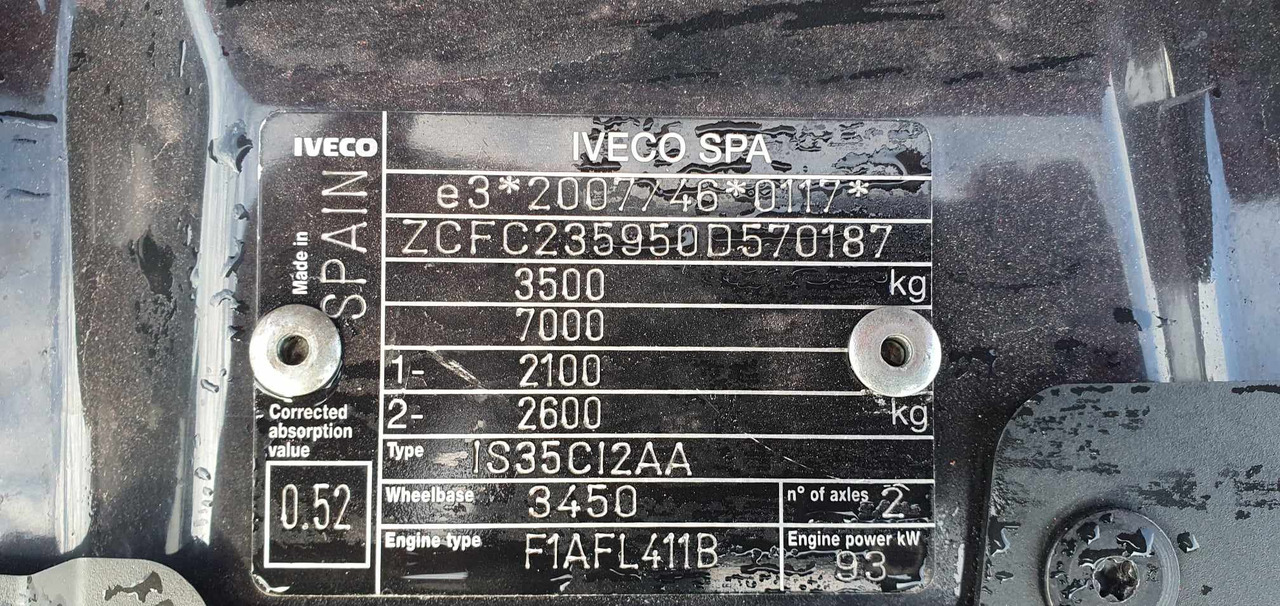 IVECO
IVECO SPA
Made in
SPAIN
e3*2007/46*0117*
ZCFC235950D570187
3500 kg
7000
1- 2100
2- 2600 kg
Corrected
absorption
value
0.52
Type IS35CI2AA
Wheelbase 3450 n° of axles 2
Engine type F1AFL411B Engine power kW
93